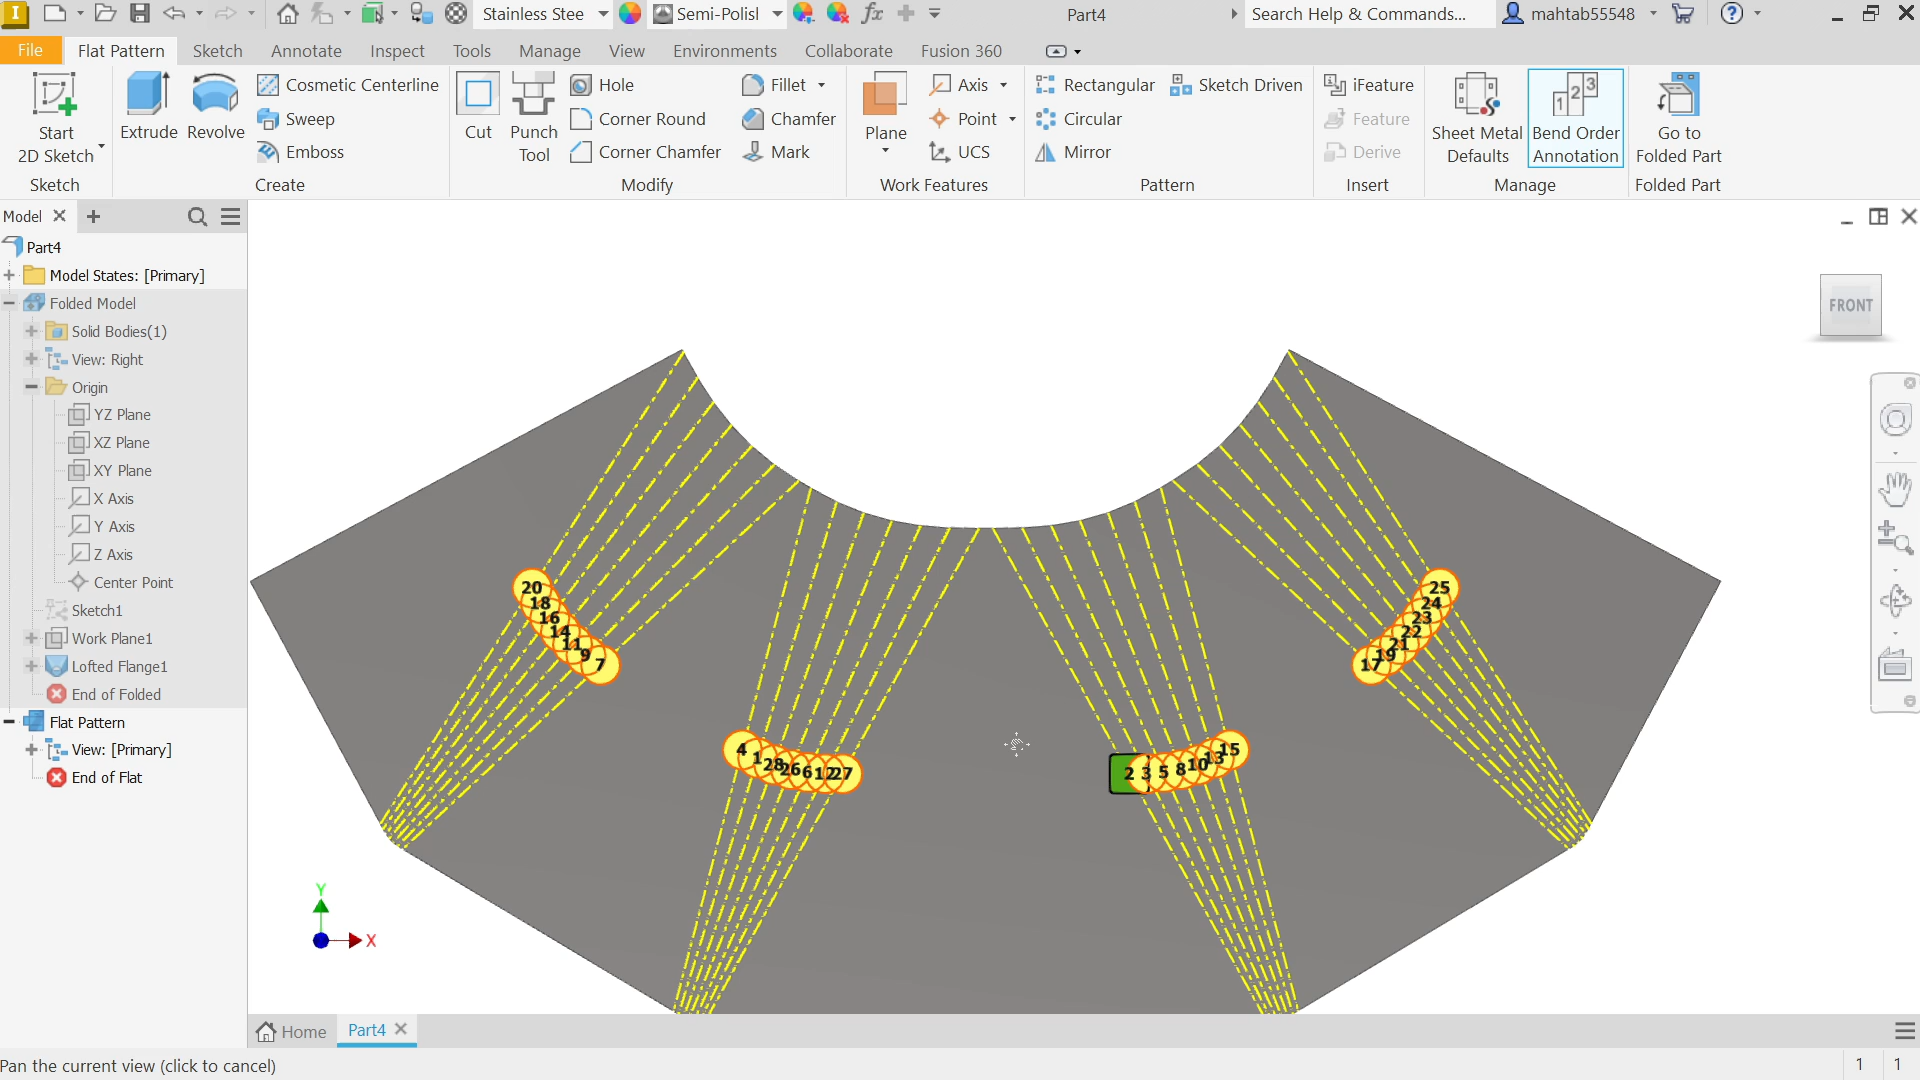 Stainless Stee
Semi-Polisl
fx
Part4
Search Help & Commands...
mahtab55548
File
Flat Pattern
Sketch
Annotate
Inspect
Tools
Manage
View
Environments
Collaborate
Fusion 360
Start
2D Sketch
Sketch
Extrude
Revolve
Cosmetic Centerline
Sweep
Emboss
Create
Cut
Punch
Tool
Hole
Corner Round
Corner Chamfer
Fillet
Chamfer
Mark
Modify
Plane
Axis
Point
UCS
Work Features
Rectangular
Sketch Driven
Circular
Mirror
Pattern
iFeature
Feature
Derive
Insert
Sheet Metal
Defaults
Bend Order
Annotation
Manage
Go to
Folded Part
Folded Part
Model
Part4
Model States: [Primary]
Folded Model
Solid Bodies(1)
View: Right
Origin
YZ Plane
XZ Plane
XY Plane
X Axis
Y Axis
Z Axis
Center Point
Sketch1
Work Plane1
Lofted Flange1
End of Folded
Flat Pattern
View: [Primary]
End of Flat
FRONT
20
18
16
14
11
9
7
4
1
28
26
6
12
27
2
3
5
8
10
13
15
25
24
23
22
21
19
17
Y
X
Home
Part4
Pan the current view (click to cancel)
1
1